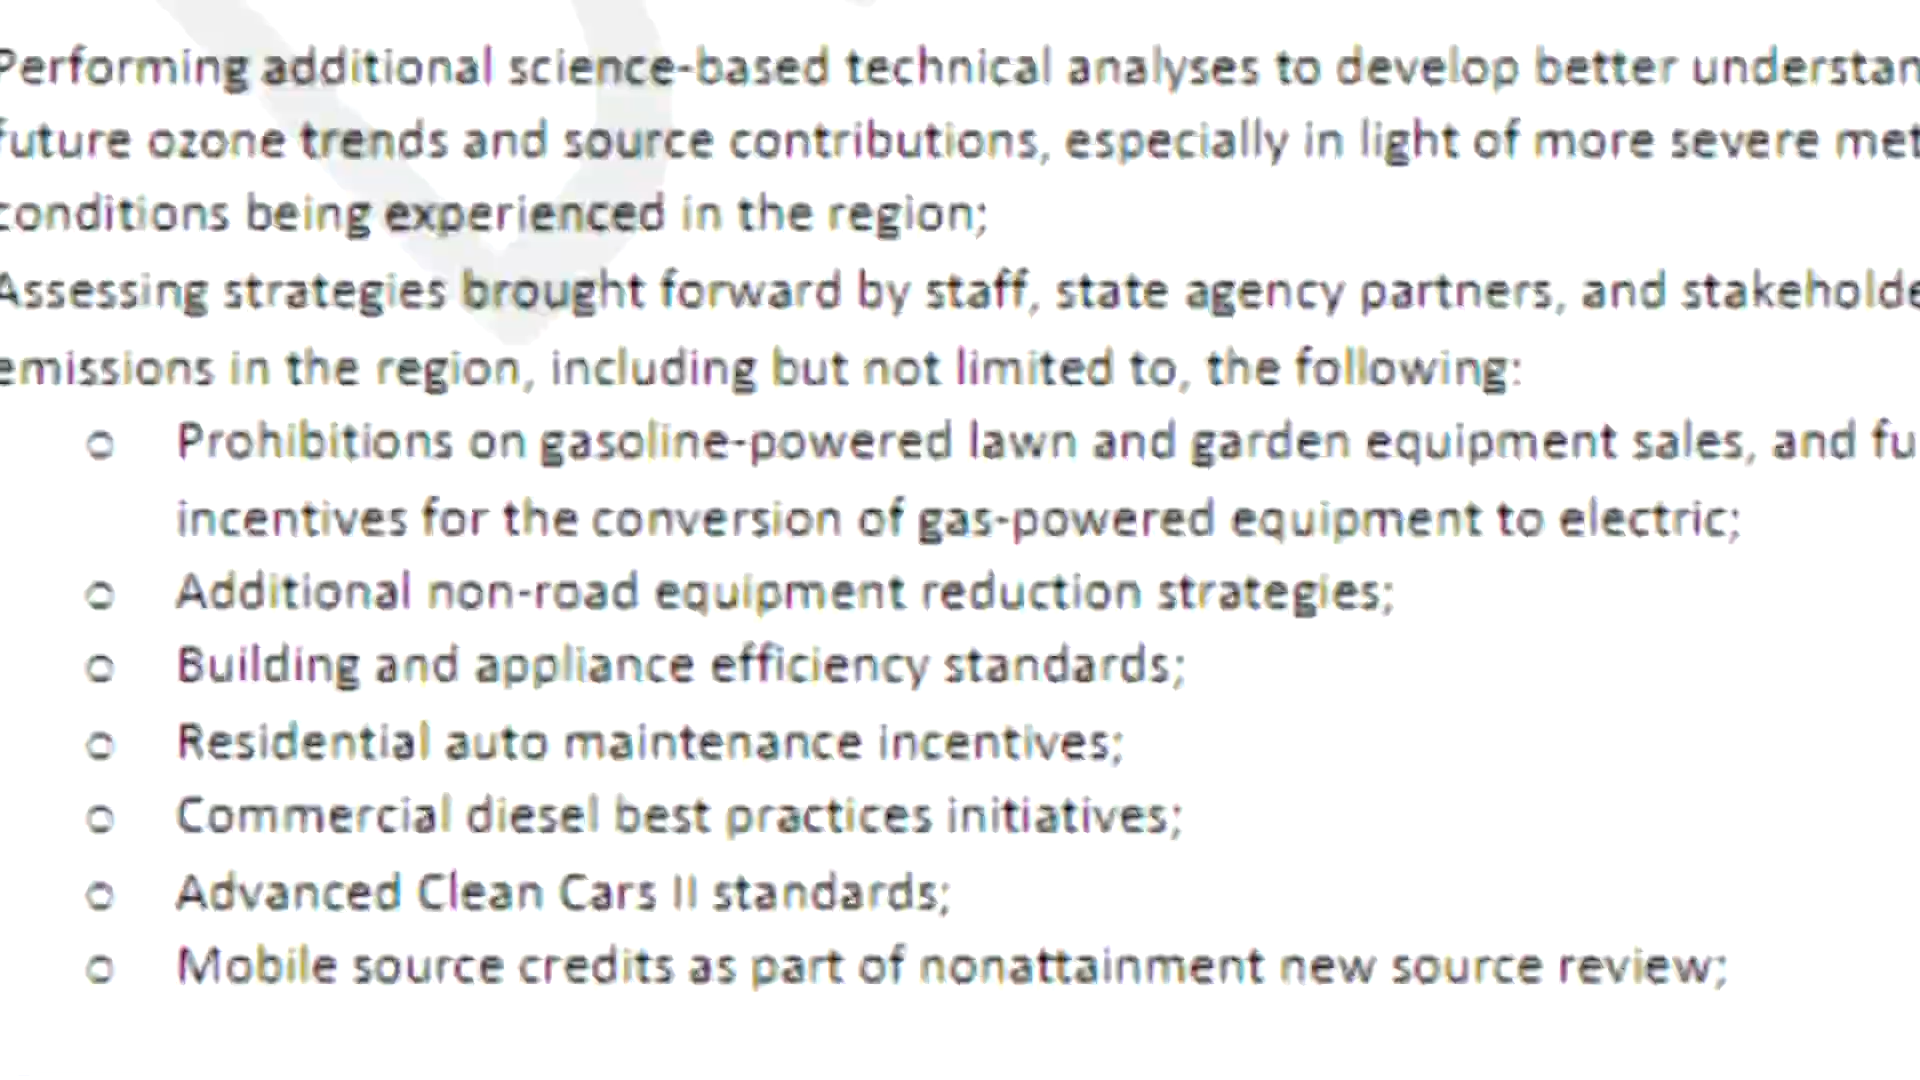 Performing additional science-based technical analyses to develop better understan
future ozone trends and source contributions, especially in light of more severe met
conditions being experienced in the region;
Assessing strategies brought forward by staff, state agency partners, and stakeholde
emissions in the region, including but not limited to, the following:
○ Prohibitions on gasoline-powered lawn and garden equipment sales, and fu
incentives for the conversion of gas-powered equipment to electric;
○ Additional non-road equipment reduction strategies;
○ Building and appliance efficiency standards;
○ Residential auto maintenance incentives;
○ Commercial diesel best practices initiatives;
○ Advanced Clean Cars II standards;
○ Mobile source credits as part of nonattainment new source review;